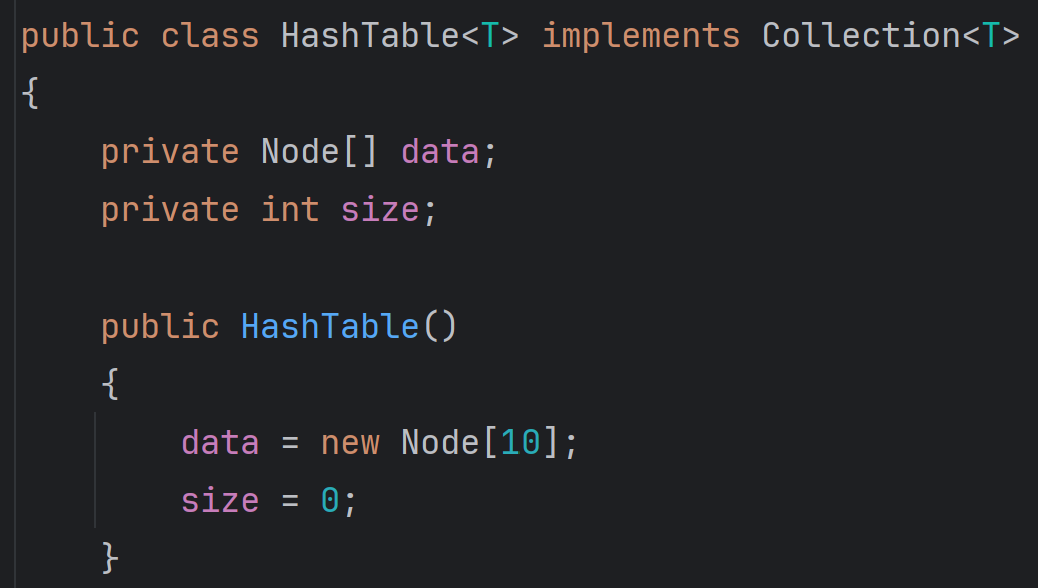 public class HashTable<T> implements Collection<T>
{
    private Node[] data;
    private int size;

    public HashTable()
    {
        data = new Node[10];
        size = 0;
    }